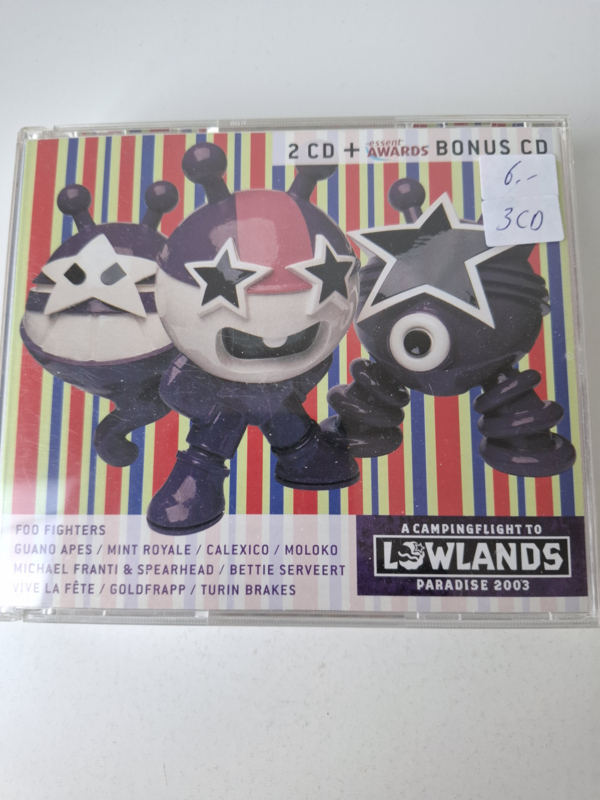 2 CD + essent AWARDS BONUS CD
6.-
3CD
FOO FIGHTERS
GUANO APES / MINT ROYALE / CALEXICO / MOLOKO
MICHAEL FRANTI & SPEARHEAD / BETTIE SERVEERT
VIVE LA FÊTE / GOLDFRAPP / TURIN BRAKES
A CAMPINGFLIGHT TO
LOWLANDS
PARADISE 2003